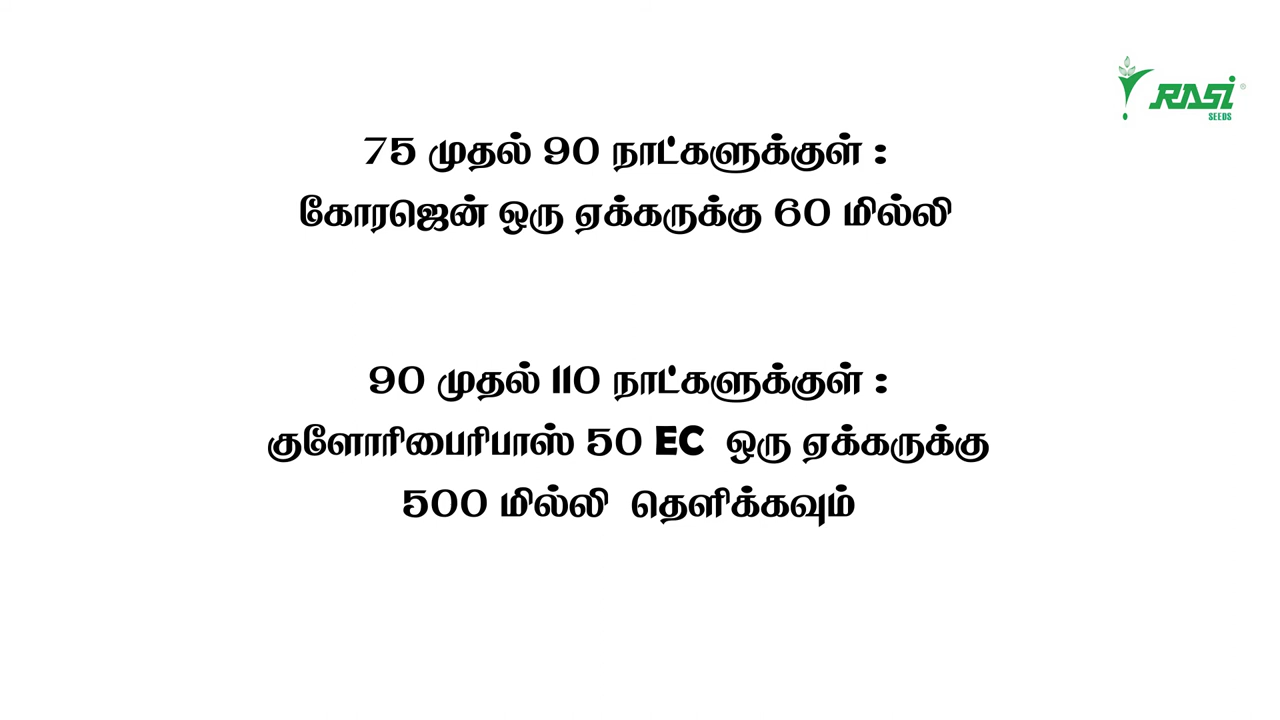 RASI
SEEDS
75 முதல் 90 நாட்களுக்குள் :
கோரஜென் ஒரு ஏக்கருக்கு 60 மில்லி
90 முதல் 110 நாட்களுக்குள் :
குளோரிபைரிபாஸ் 50 EC ஒரு ஏக்கருக்கு
500 மில்லி தெளிக்கவும்